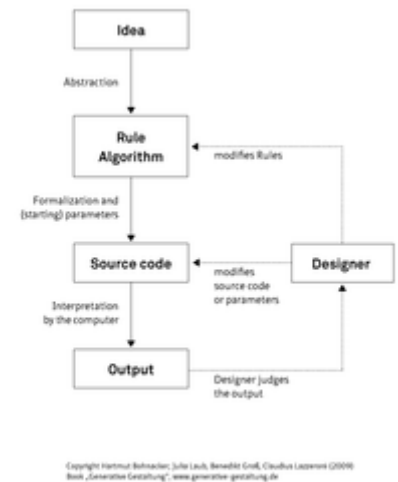 Idea
Abstraction
Rule
Algorithm
modifies Rules
Formalization and
(starting) parameters
Source code
Designer
modifies
source code
or parameters
Interpretation
by the computer
Output
Designer judges
the output
Copyright Hartmut Bohnacker, Julia Laub, Benedikt Groß, Claudius Lazzeroni (2009)
Book „Generative Gestaltung“, www.generative-gestaltung.de